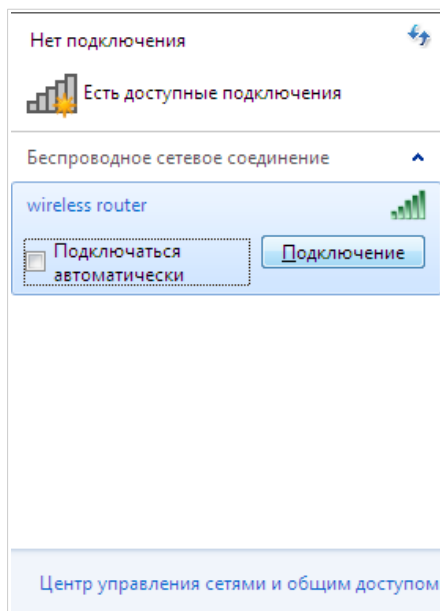 Нет подключения
Есть доступные подключения
Беспроводное сетевое соединение
wireless router
Подключаться
автоматически
Подключение
Центр управления сетями и общим доступом